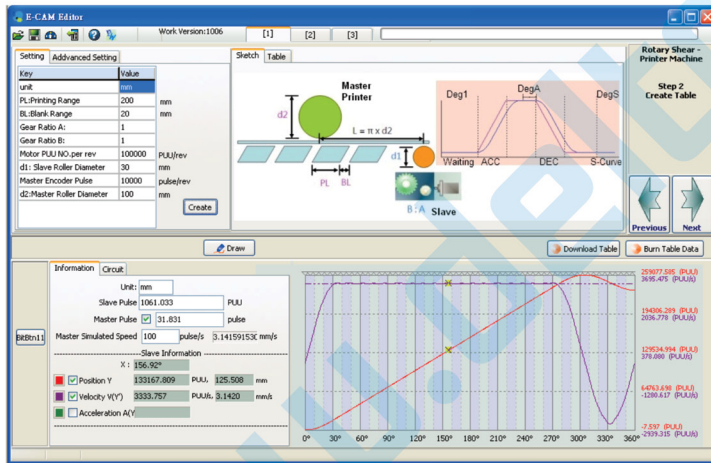 E-CAM Editor
Work Version:1006
[1]
[2]
[3]
Setting
Addvanced Setting
Key
Value
unit
mm
PL:Printing Range
200
mm
BL:Blank Range
20
mm
Gear Ratio A:
1
Gear Ratio B:
1
Motor PUU NO.per rev
100000
PUU/rev
d1: Slave Roller Diameter
30
mm
Master Encoder Pulse
10000
pulse/rev
d2:Master Roller Diameter
100
mm
Create
Sketch
Table
Master
Printer
d2
L = π x d2
d1
PL
BL
B:A
Slave
Deg1
DegA
DegS
Waiting
ACC
DEC
S-Curve
Rotary Shear -
Printer Machine
Step 2
Create Table
Previous
Next
Draw
Download Table
Burn Table Data
BitBtn11
Information
Circuit
Unit:
mm
Slave Pulse
1061.033
PUU
Master Pulse
31.831
pulse
Master Simulated Speed
100
pulse/s
3.141591530
mm/s
Slave Information
X :
156.92°
Position Y
133167.809
PUU,
125.508
mm
Velocity V(Y')
3333.757
PUU/s,
3.1420
mm/s
Acceleration A(Y
259077.585 (PUU)
3695.475 (PUU/s)
194306.289 (PUU)
2036.778 (PUU/s)
129534.994 (PUU)
378.080 (PUU/s)
64763.698 (PUU)
-1280.617 (PUU/s)
-7.597 (PUU)
-2939.315 (PUU/s)
0° 30° 60° 90° 120° 150° 180° 210° 240° 270° 300° 330° 360°